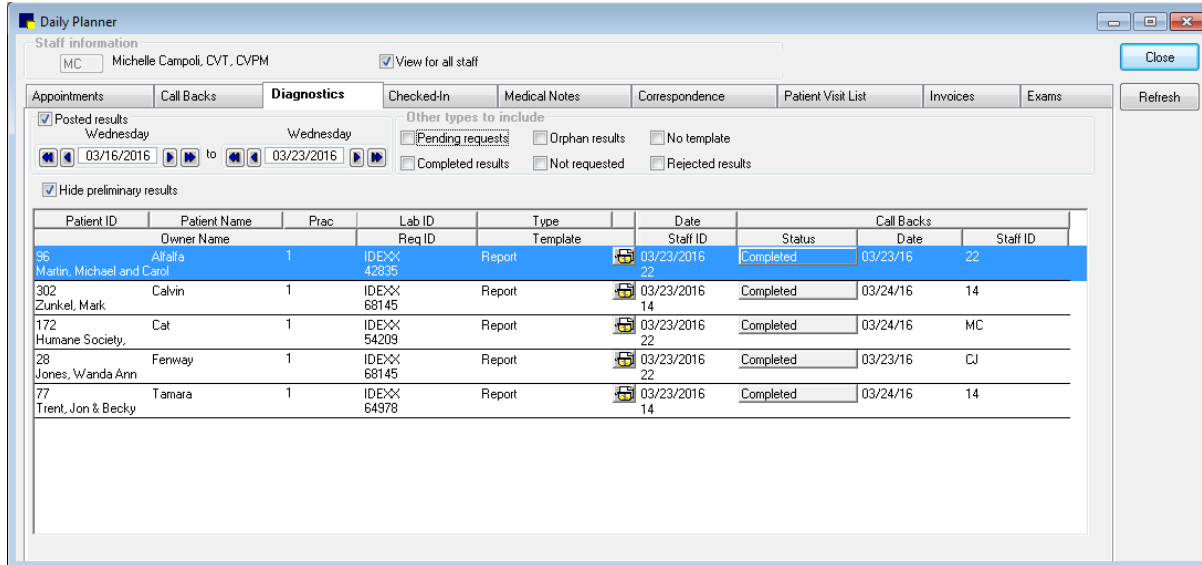 Daily Planner
Staff information
MC Michelle Campoli, CVT, CVPM View for all staff Close
Appointments Call Backs Diagnostics Checked-In Medical Notes Correspondence Patient Visit List Invoices Exams Refresh
Posted results Other types to include
Wednesday Wednesday Pending requests Orphan results No template
03/16/2016 to 03/23/2016 Completed results Not requested Rejected results
Hide preliminary results
Patient ID Patient Name Prac Lab ID Type Date Call Backs
Owner Name Req ID Template Staff ID Status Date Staff ID
96 Alfalfa 1 IDEXX Report 03/23/2016 Completed 03/23/16 22
Martin, Michael and Carol 42835 22
302 Calvin 1 IDEXX Report 03/23/2016 Completed 03/24/16 14
Zunkel, Mark 68145 14
172 Cat 1 IDEXX Report 03/23/2016 Completed 03/24/16 MC
Humane Society, 54209 22
28 Fenway 1 IDEXX Report 03/23/2016 Completed 03/23/16 CJ
Jones, Wanda Ann 68145 22
77 Tamara 1 IDEXX Report 03/23/2016 Completed 03/24/16 14
Trent, Jon & Becky 64978 14